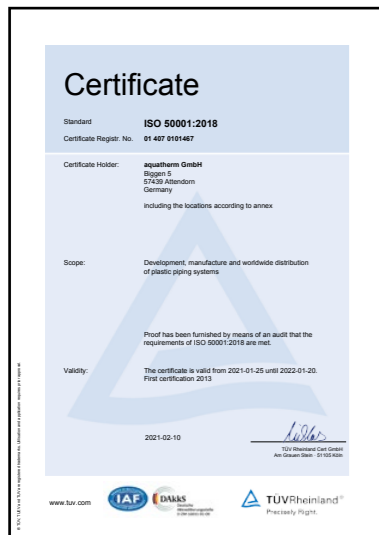 Certificate
Standard ISO 50001:2018
Certificate Registr. No. 01 407 0101467
Certificate Holder: aquatherm GmbH
Biggen 5
57439 Attendorn
Germany
including the locations according to annex
Scope: Development, manufacture and worldwide distribution
of plastic piping systems
Proof has been furnished by means of an audit that the
requirements of ISO 50001:2018 are met.
Validity: The certificate is valid from 2021-01-25 until 2022-01-20.
First certification 2013
2021-02-10
TÜV Rheinland Cert GmbH
Am Grauen Stein · 51105 Köln
www.tuv.com
IAF
DAkkS
Deutsche
Akkreditierungsstelle
TÜVRheinland®
Precisely Right.